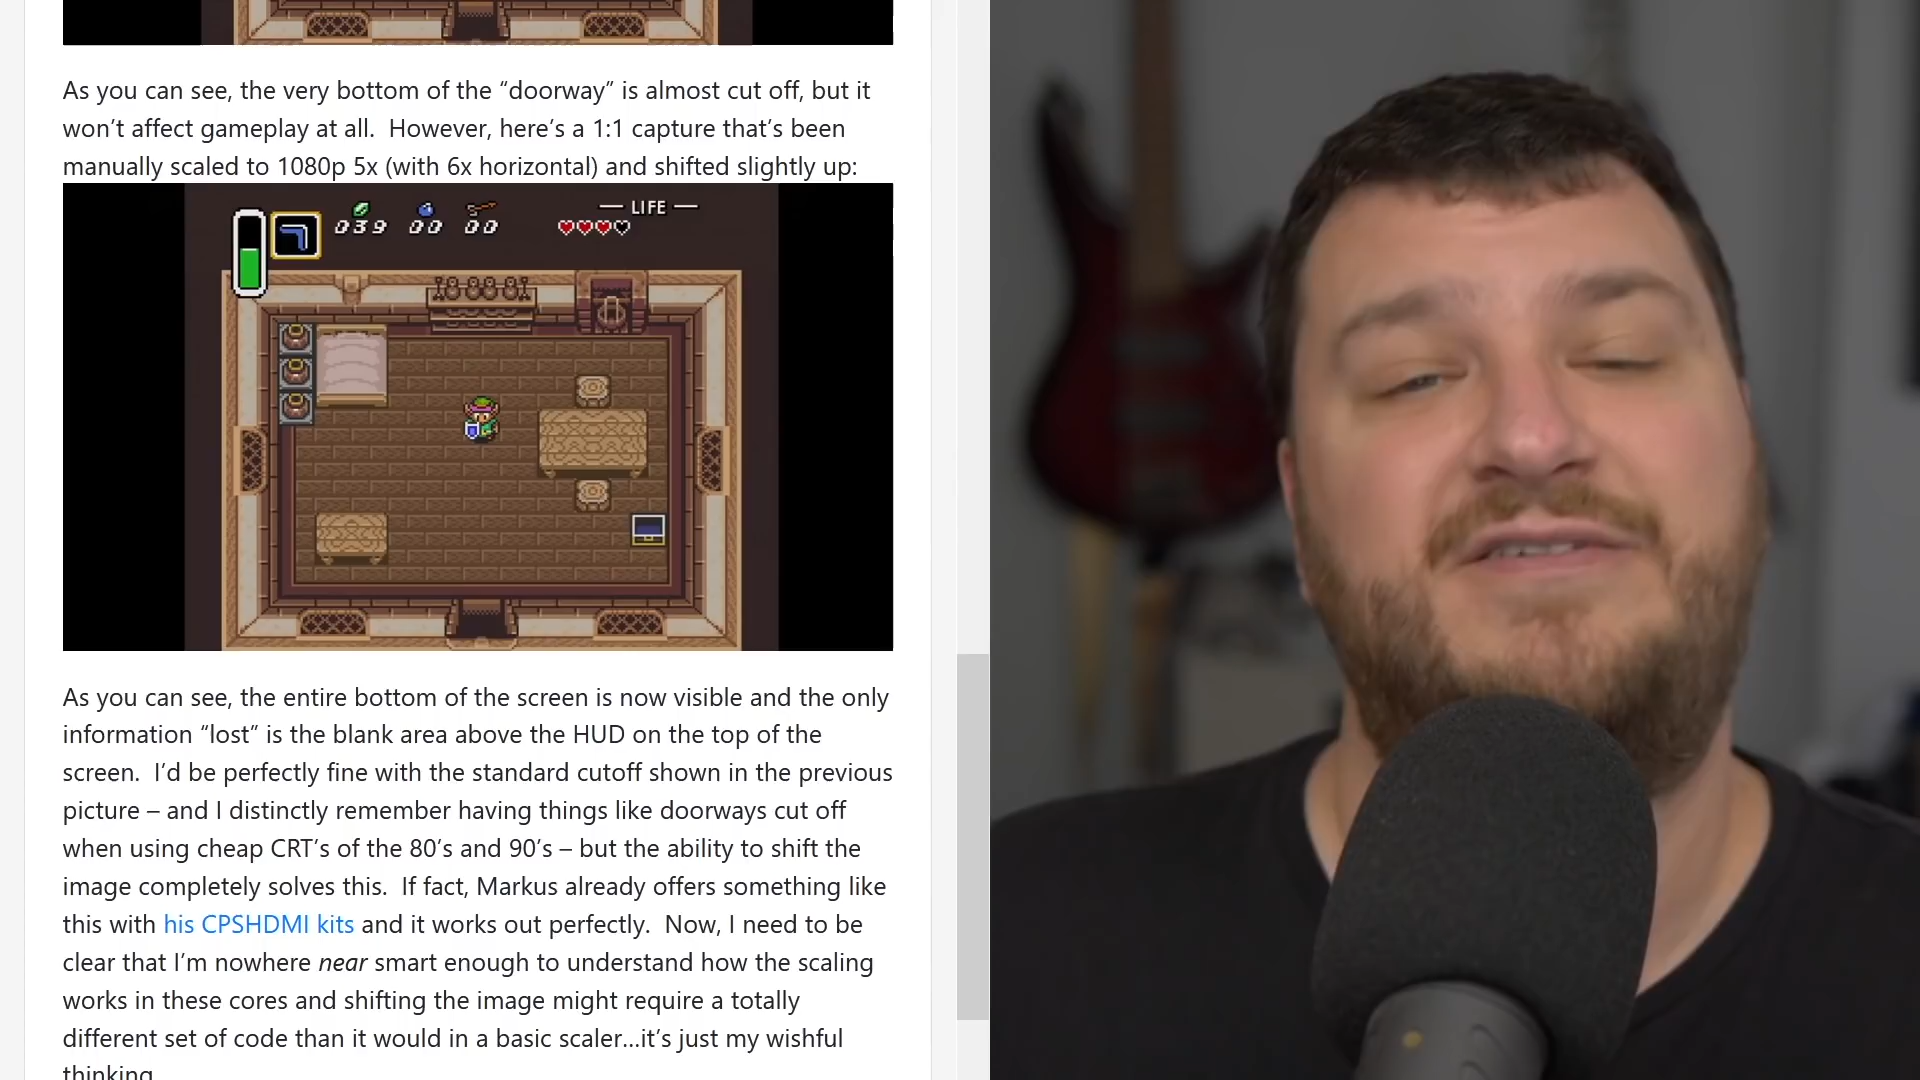 As you can see, the very bottom of the “doorway” is almost cut off, but it
won’t affect gameplay at all.  However, here’s a 1:1 capture that’s been
manually scaled to 1080p 5x (with 6x horizontal) and shifted slightly up:
— LIFE —
039 00 00
As you can see, the entire bottom of the screen is now visible and the only
information “lost” is the blank area above the HUD on the top of the
screen.  I’d be perfectly fine with the standard cutoff shown in the previous
picture – and I distinctly remember having things like doorways cut off
when using cheap CRT’s of the 80’s and 90’s – but the ability to shift the
image completely solves this.  If fact, Markus already offers something like
this with his CPSHDMI kits and it works out perfectly.  Now, I need to be
clear that I’m nowhere near smart enough to understand how the scaling
works in these cores and shifting the image might require a totally
different set of code than it would in a basic scaler…it’s just my wishful
thinking